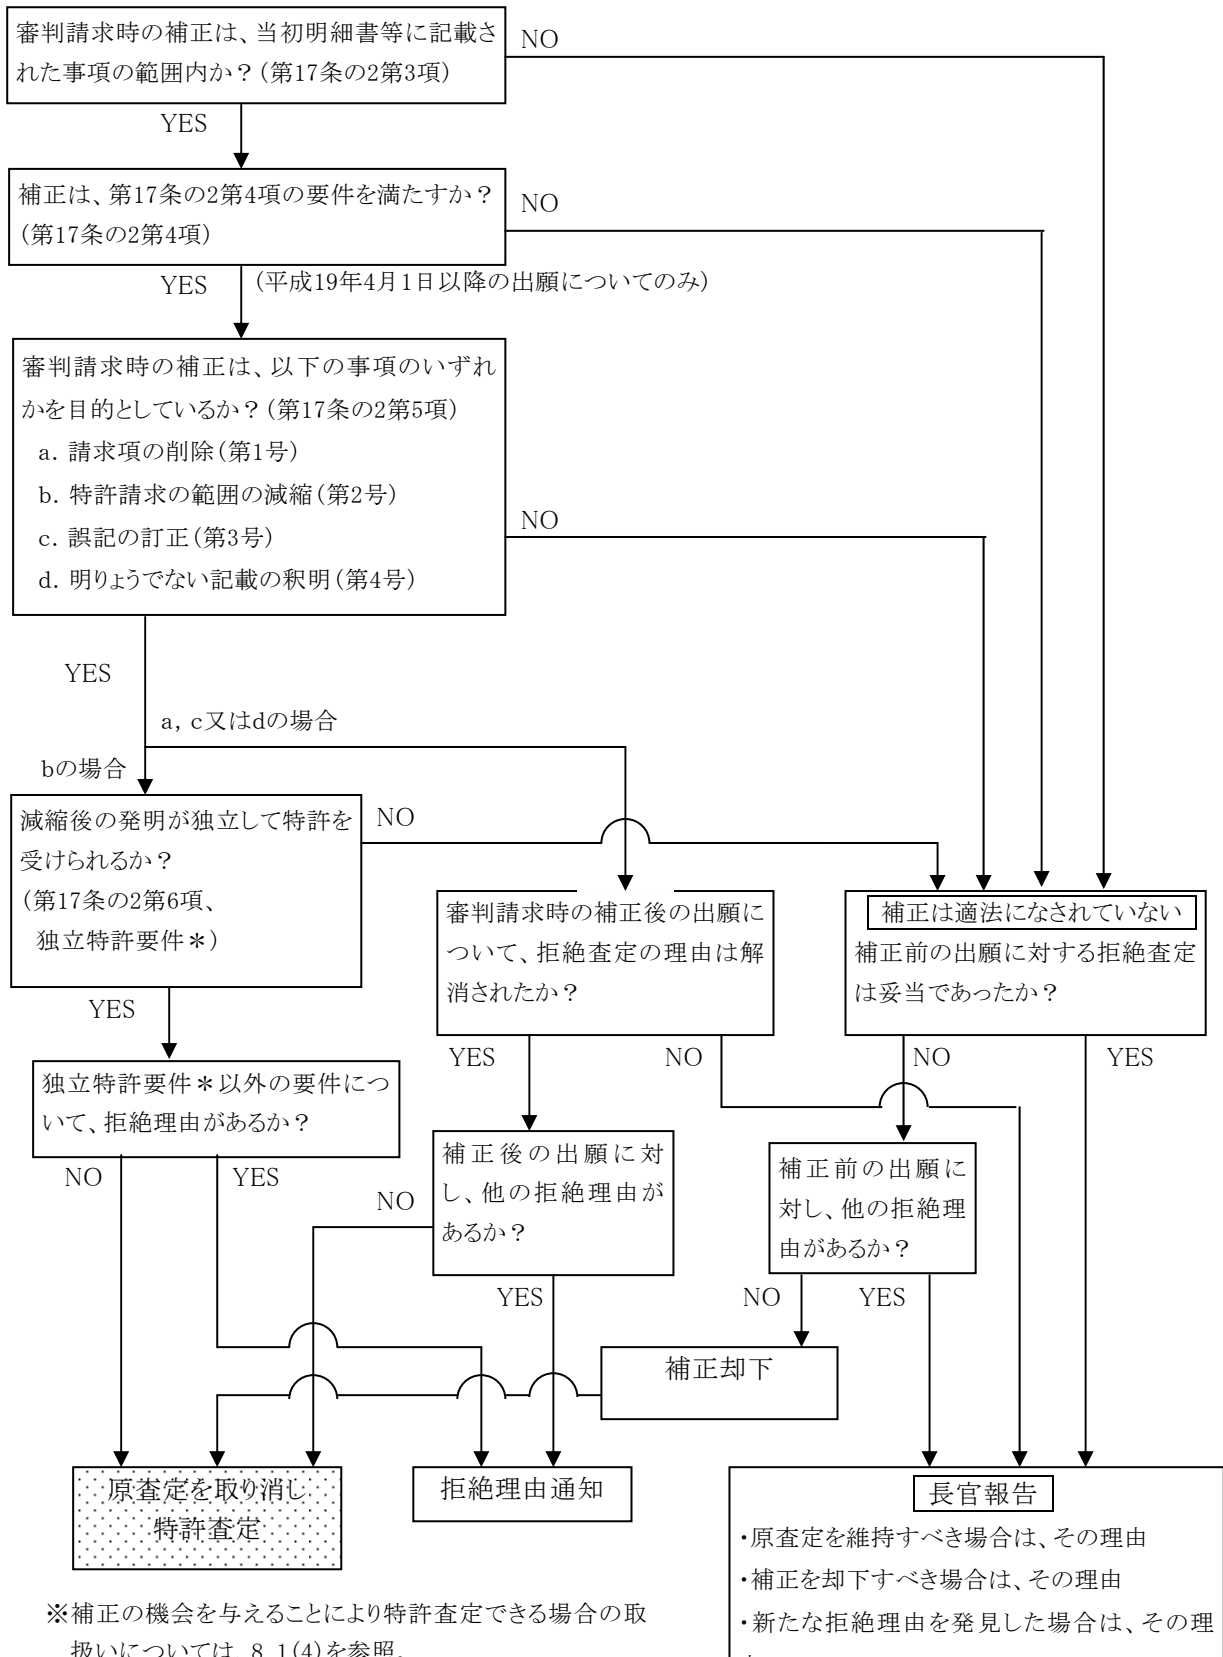 審判請求時の補正は、当初明細書等に記載さ
れた事項の範囲内か？(第17条の2第3項)
NO
YES
補正は、第17条の2第4項の要件を満たすか？
(第17条の2第4項)
NO
YES
(平成19年4月1日以降の出願についてのみ)
審判請求時の補正は、以下の事項のいずれ
かを目的としているか？(第17条の2第5項)
a. 請求項の削除(第1号)
b. 特許請求の範囲の減縮(第2号)
c. 誤記の訂正(第3号)
d. 明りょうでない記載の釈明(第4号)
NO
YES
a, c又はdの場合
bの場合
減縮後の発明が独立して特許を
受けられるか？
(第17条の2第6項、
独立特許要件＊)
NO
YES
審判請求時の補正後の出願に
ついて、拒絶査定の理由は解
消されたか？
YES
NO
補正は適法になされていない
補正前の出願に対する拒絶査定
は妥当であったか？
NO
YES
独立特許要件＊以外の要件につ
いて、拒絶理由があるか？
NO
YES
補正後の出願に対
し、他の拒絶理由が
あるか？
NO
YES
補正前の出願に
対し、他の拒絶理
由があるか？
NO
YES
補正却下
原査定を取り消し
特許査定
拒絶理由通知
長官報告
・原査定を維持すべき場合は、その理由
・補正を却下すべき場合は、その理由
・新たな拒絶理由を発見した場合は、その理
※補正の機会を与えることにより特許査定できる場合の取
扱いについては、8.1(4)を参照。